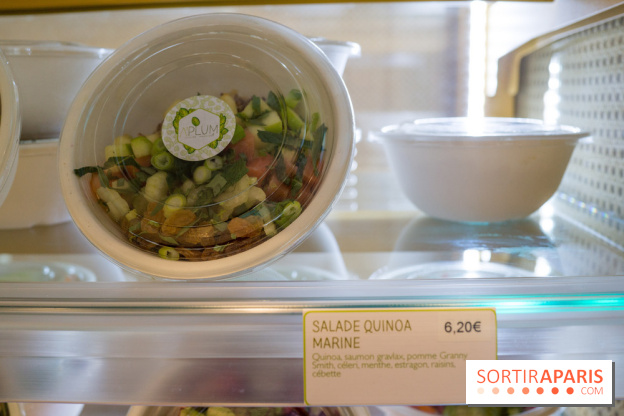 PLUM
SALADE QUINOA
MARINE
6,20€
Quinoa, saumon gravlax, pomme Granny
Smith, céleri, menthe, estragon, raisins,
cébette
SORTIRAPARIS
.COM